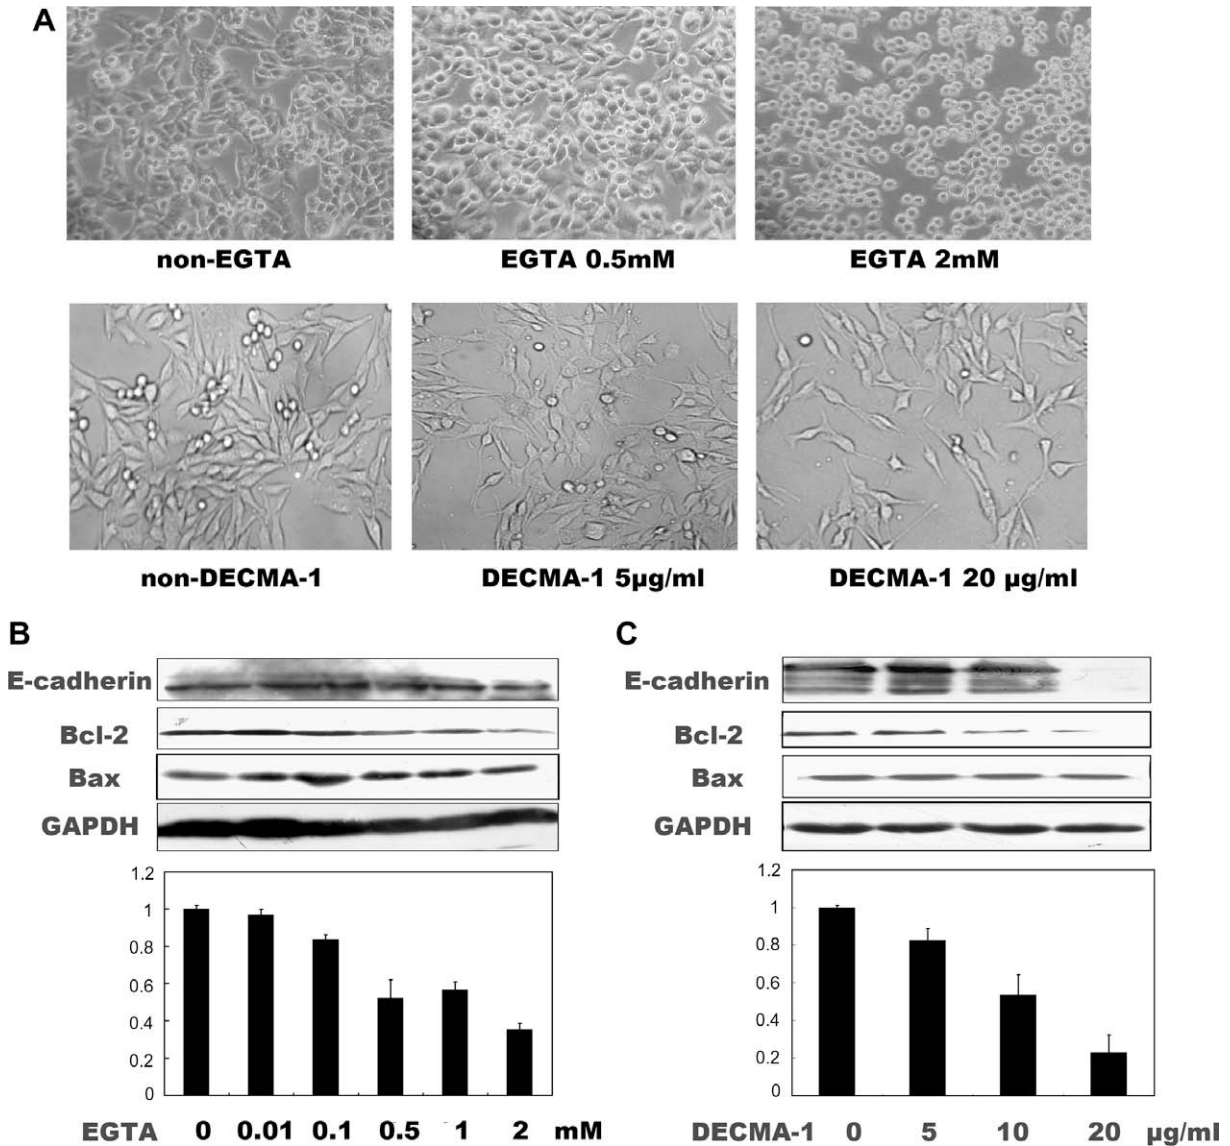 A
non-EGTA EGTA 0.5mM EGTA 2mM
non-DECMA-1 DECMA-1 5µg/ml DECMA-1 20 µg/ml
B
E-cadherin
Bcl-2
Bax
GAPDH
1.2
1
0.8
0.6
0.4
0.2
0
EGTA 0 0.01 0.1 0.5 1 2 mM
C
E-cadherin
Bcl-2
Bax
GAPDH
1.2
1
0.8
0.6
0.4
0.2
0
DECMA-1 0 5 10 20 µg/ml